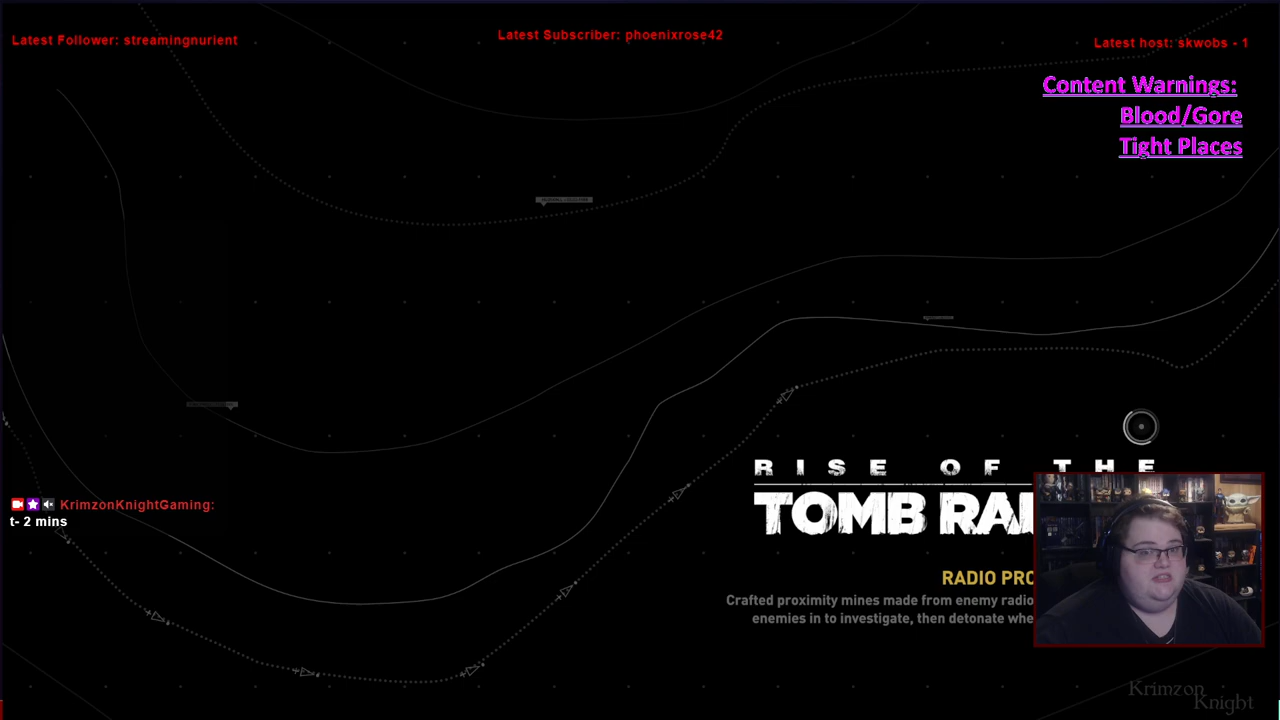 Latest Follower: streamingnurient
Latest Subscriber: phoenixrose42
Latest host: skwobs - 1
Content Warnings:
Blood/Gore
Tight Places
RISE OF THE
TOMB RAI
KrimzonKnightGaming:
t- 2 mins
RADIO PRO
Crafted proximity mines made from enemy radio
enemies in to investigate, then detonate whe
Krimzon
Knight